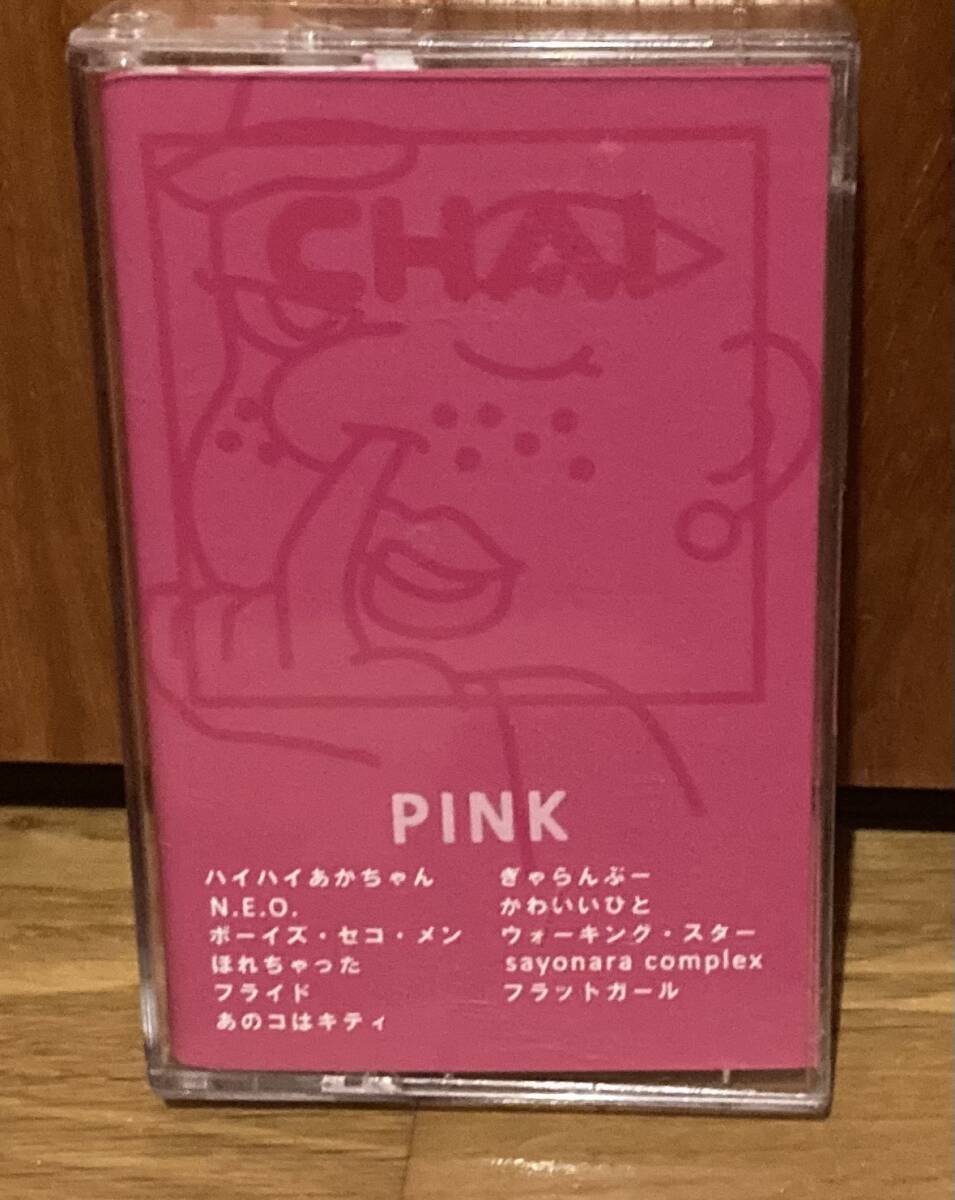 CHAI
PINK
ハイハイあかちゃん
N.E.O.
ボーイズ・セコ・メン
ほれちゃった
フライド
あのコはキティ
ぎゃらんぶー
かわいいひと
ウォーキング・スター
sayonara complex
フラットガール